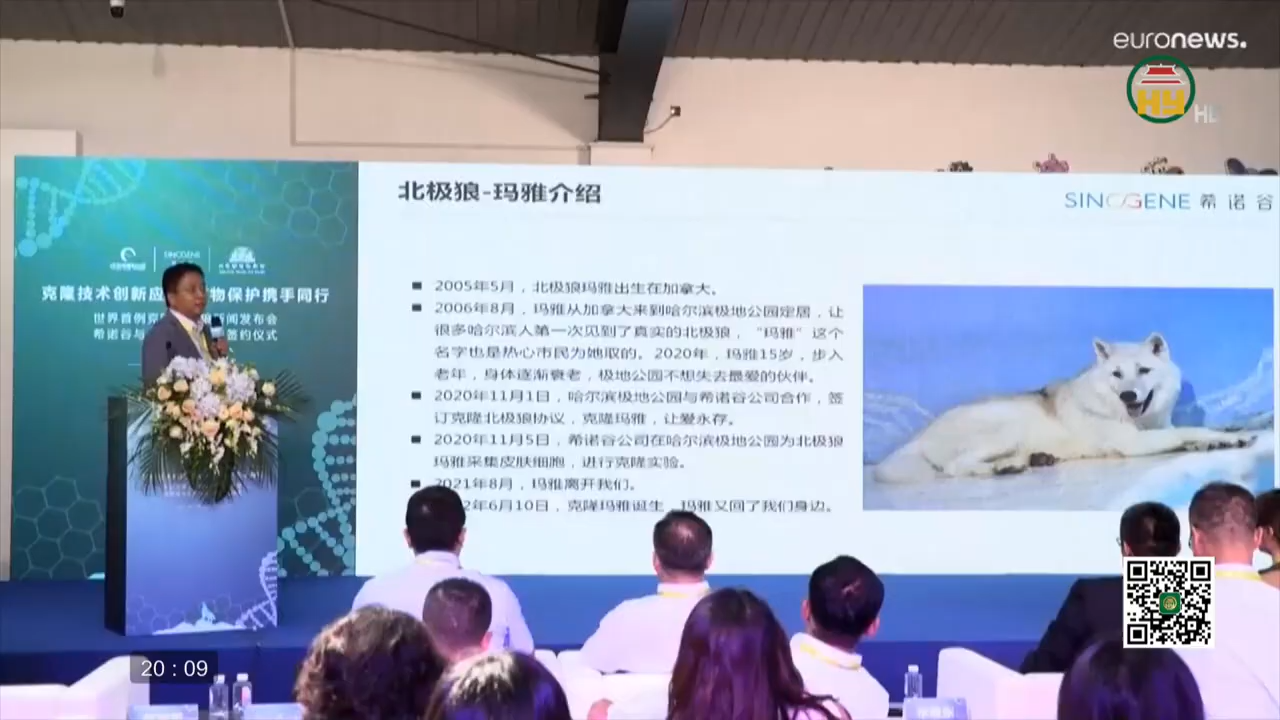 euronews.
HY
HD
北极狼-玛雅介绍
SINOGENE 希诺谷
2005年5月，北极狼玛雅出生在加拿大。
2006年8月，玛雅从加拿大来到哈尔滨极地公园定居，让
很多哈尔滨人第一次见到了真实的北极狼，“玛雅”这个
名字也是热心市民为她取的。2020年，玛雅15岁，步入
老年，身体逐渐衰老，极地公园不想失去最爱的伙伴。
2020年11月1日，哈尔滨极地公园与希诺谷公司合作，签
订克隆北极狼协议，克隆玛雅，让爱永存。
2020年11月5日，希诺谷公司在哈尔滨极地公园为北极狼
玛雅采集皮肤细胞，进行克隆实验。
2021年8月，玛雅离开我们。
2年6月10日，克隆玛雅诞生，玛雅又回了我们身边。
SINOGENE
克隆技术创新应 物保护携手同行
世界首例克 闻发布会
希诺谷与 签约仪式
20:09